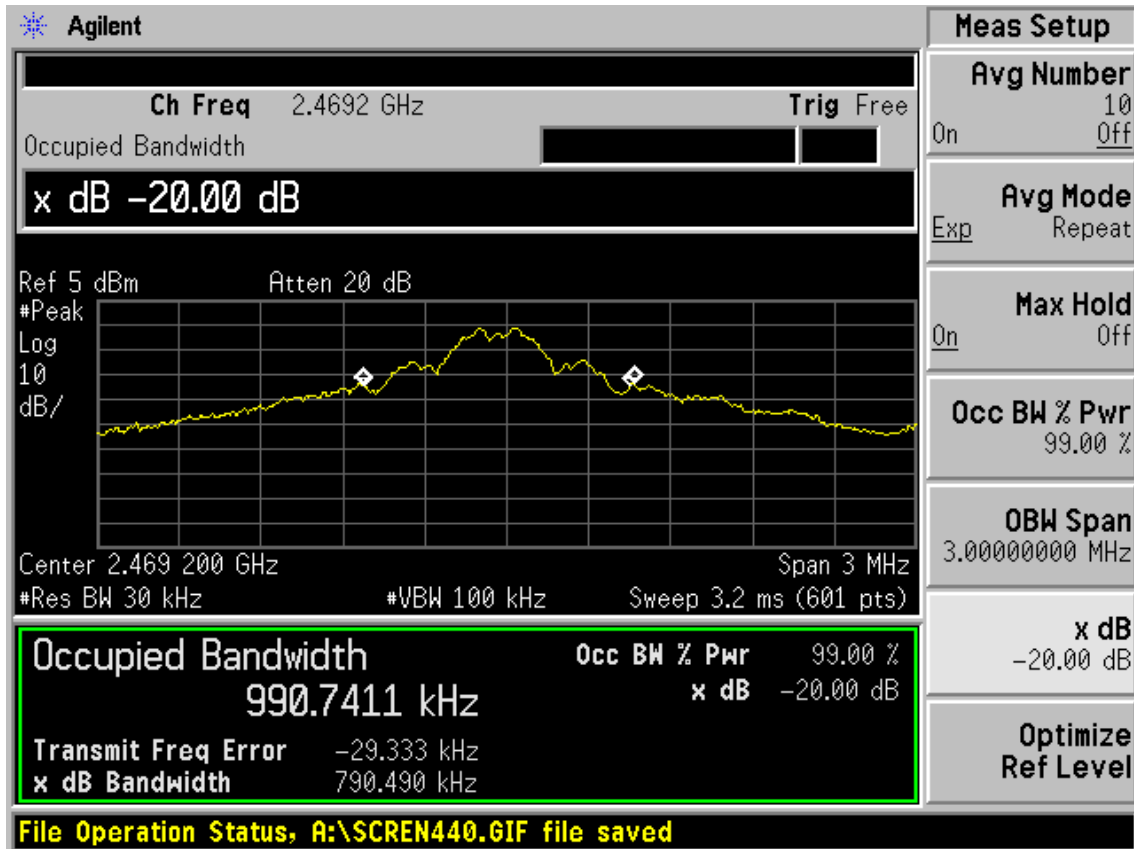 Agilent
Ch Freq 2.4692 GHz Trig Free
Occupied Bandwidth
x dB -20.00 dB
Ref 5 dBm Atten 20 dB
#Peak
Log
10
dB/
Center 2.469 200 GHz Span 3 MHz
#Res BW 30 kHz #VBW 100 kHz Sweep 3.2 ms (601 pts)
Occupied Bandwidth
990.7411 kHz
Occ BW % Pwr 99.00 %
x dB -20.00 dB
Transmit Freq Error -29.333 kHz
x dB Bandwidth 790.490 kHz
File Operation Status, A:\SCREN440.GIF file saved
Meas Setup
Avg Number
10
On Off
Avg Mode
Exp Repeat
Max Hold
On Off
Occ BW % Pwr
99.00 %
OBW Span
3.00000000 MHz
x dB
-20.00 dB
Optimize
Ref Level